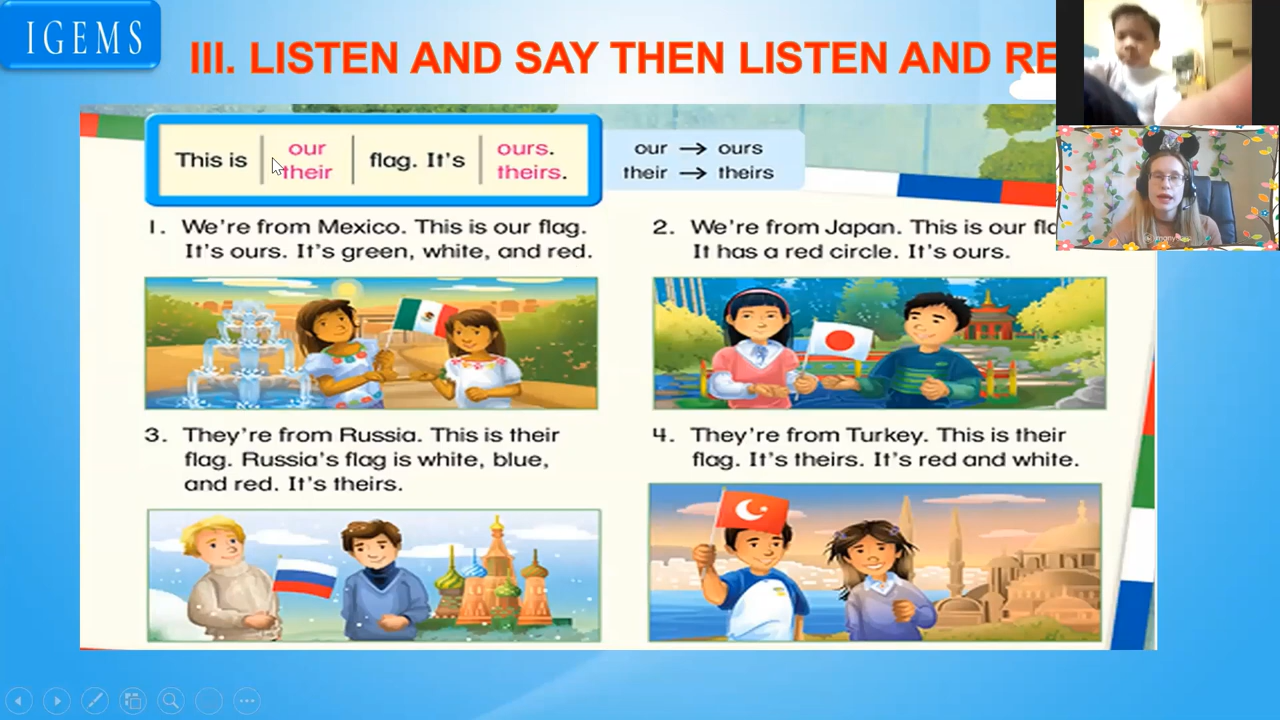 IGEMS
III. LISTEN AND SAY THEN LISTEN AND RE
This is | our | flag. It's | ours.
their | theirs.
our → ours
their → theirs
1. We're from Mexico. This is our flag.
It's ours. It's green, white, and red.
2. We're from Japan. This is our
It has a red circle. It's ours.
3. They're from Russia. This is their
flag. Russia's flag is white, blue,
and red. It's theirs.
4. They're from Turkey. This is their
flag. It's theirs. It's red and white.